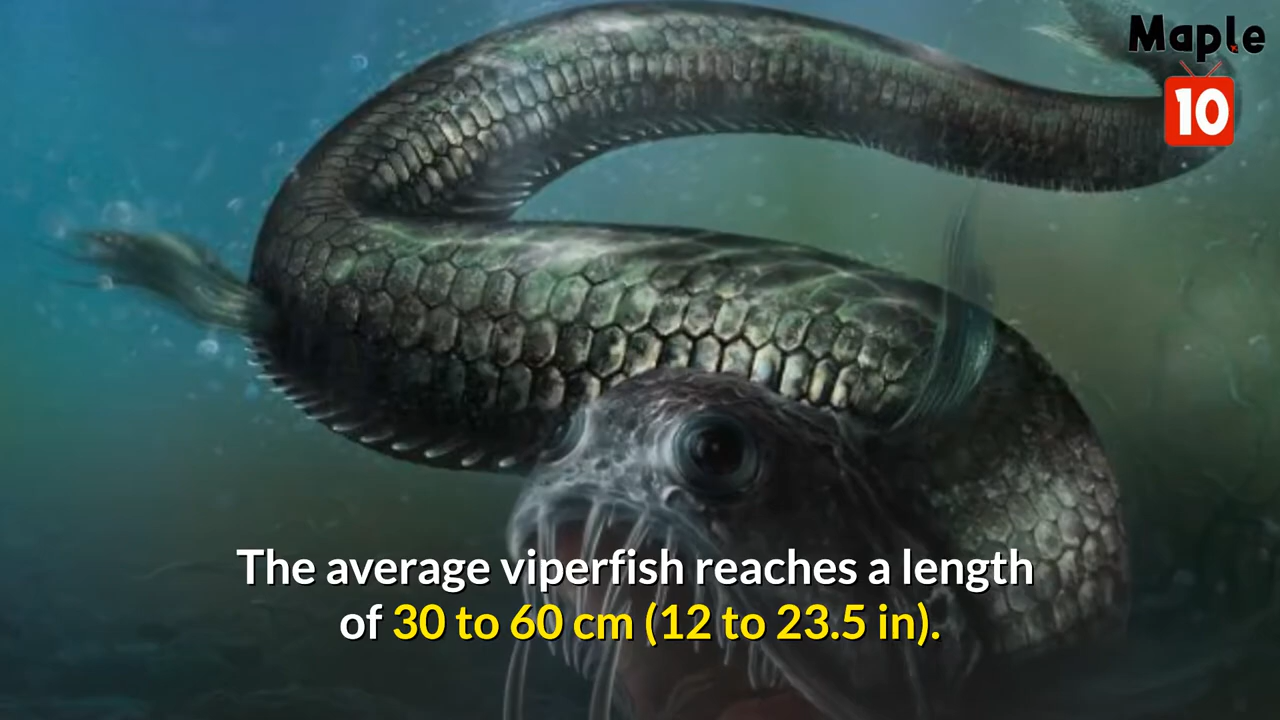 Maple
10
The average viperfish reaches a length
of 30 to 60 cm (12 to 23.5 in).